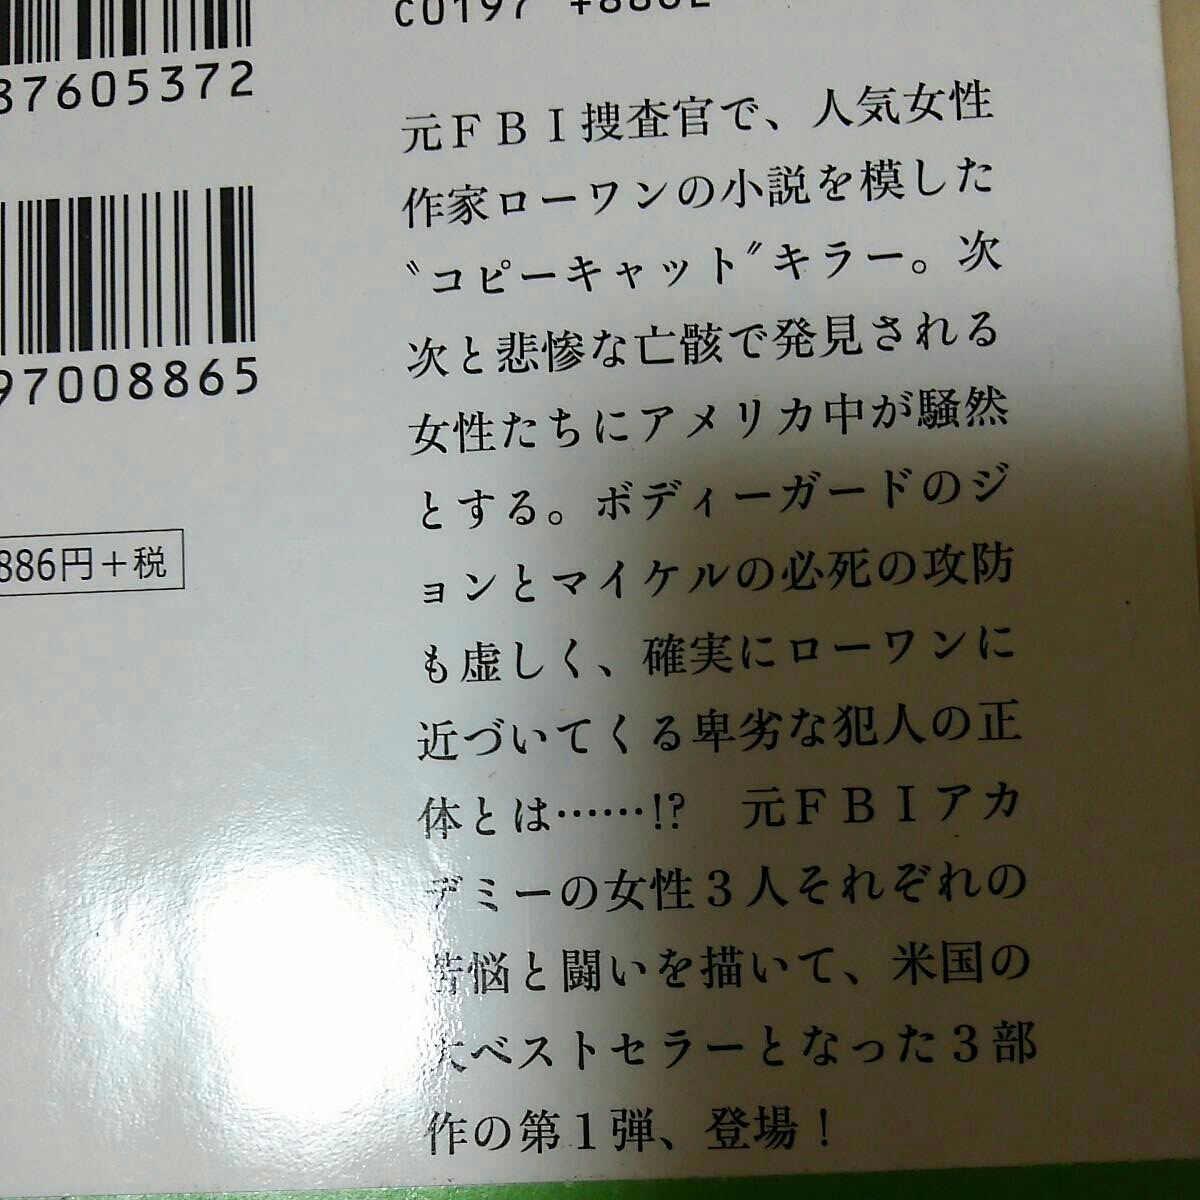 C0197 ¥886E
87605372
97008865
886円+税
元FBI捜査官で、人気女性
作家ローワンの小説を模した
〝コピーキャット〟キラー。次
次と悲惨な亡骸で発見される
女性たちにアメリカ中が騒然
とする。ボディーガードのジ
ョンとマイケルの必死の攻防
も虚しく、確実にローワンに
近づいてくる卑劣な犯人の正
体とは……!?　元FBIアカ
デミーの女性3人それぞれの
苦悩と闘いを描いて、米国の
大ベストセラーとなった3部
作の第1弾、登場！